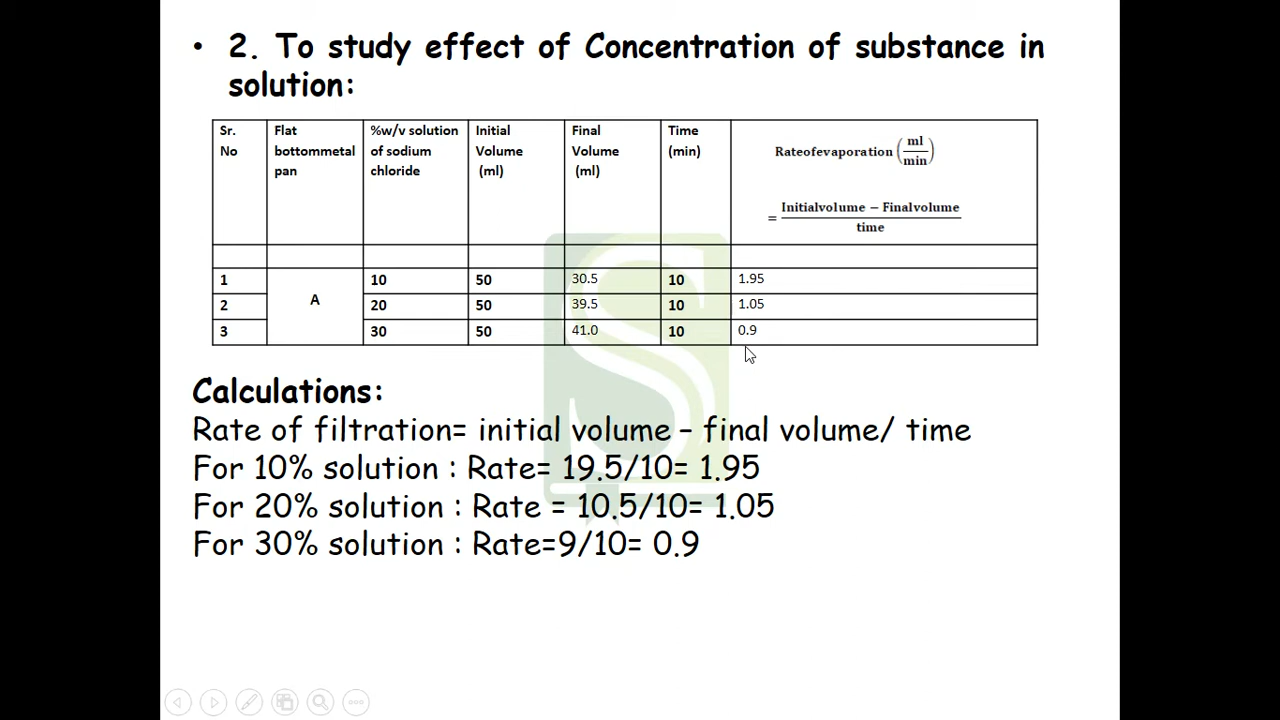 • 2. To study effect of Concentration of substance in
solution:
Sr. No | Flat bottommetal pan | %w/v solution of sodium chloride | Initial Volume (ml) | Final Volume (ml) | Time (min) | Rateofevaporation (ml/min) = Initialvolume − Finalvolume / time
1 | A | 10 | 50 | 30.5 | 10 | 1.95
2 | 20 | 50 | 39.5 | 10 | 1.05
3 | 30 | 50 | 41.0 | 10 | 0.9
Calculations:
Rate of filtration= initial volume – final volume/ time
For 10% solution : Rate= 19.5/10= 1.95
For 20% solution : Rate = 10.5/10= 1.05
For 30% solution : Rate=9/10= 0.9